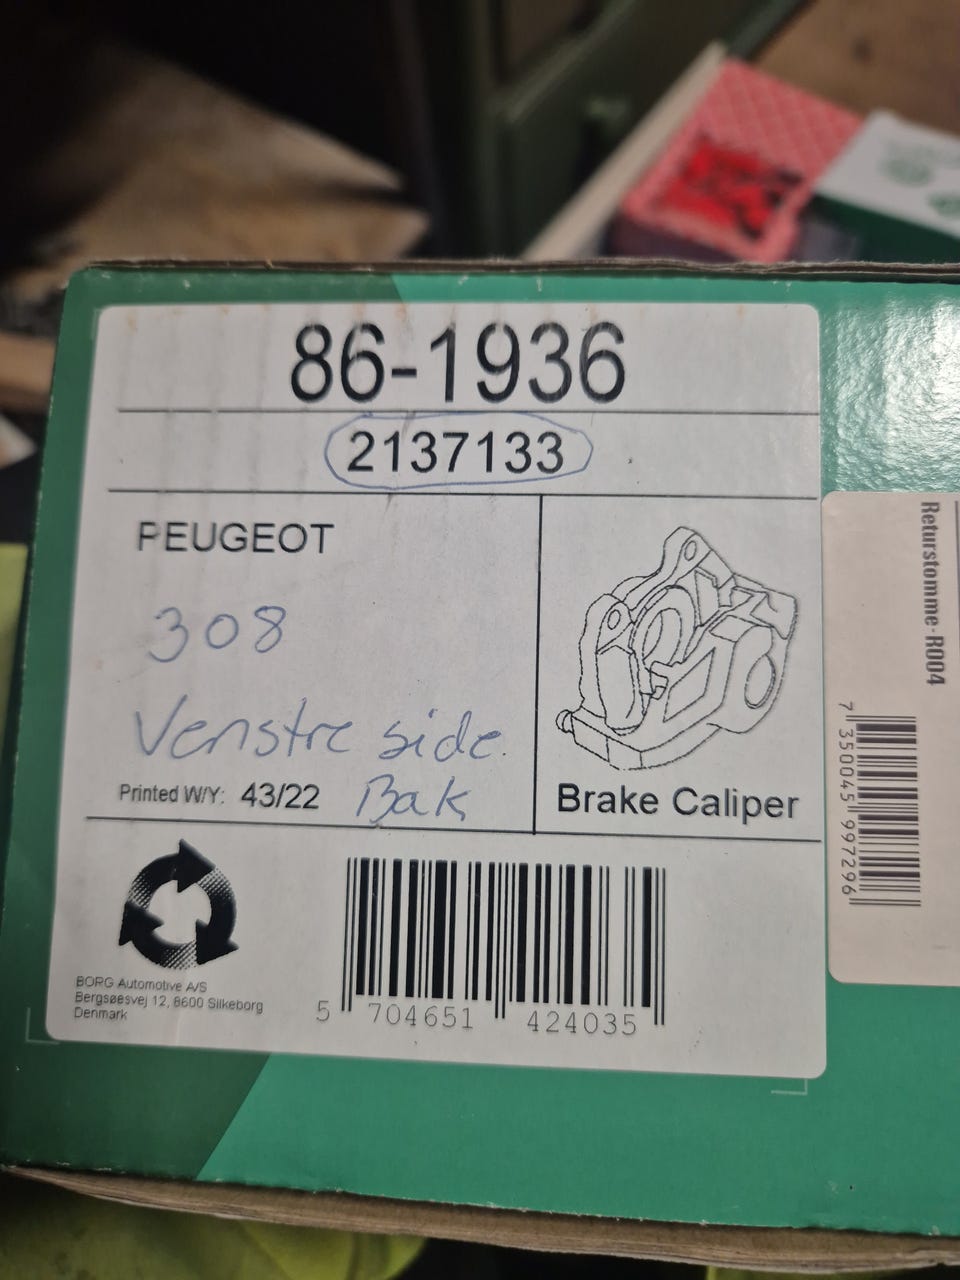 86-1936
2137133
PEUGEOT
308
Venstre side.
Printed W/Y: 43/22 Bak
Brake Caliper
BORG Automotive A/S
Bergsøesvej 12, 8600 Silkeborg
Denmark
5 704651 424035
Returstomme - R004
7 350045 997296